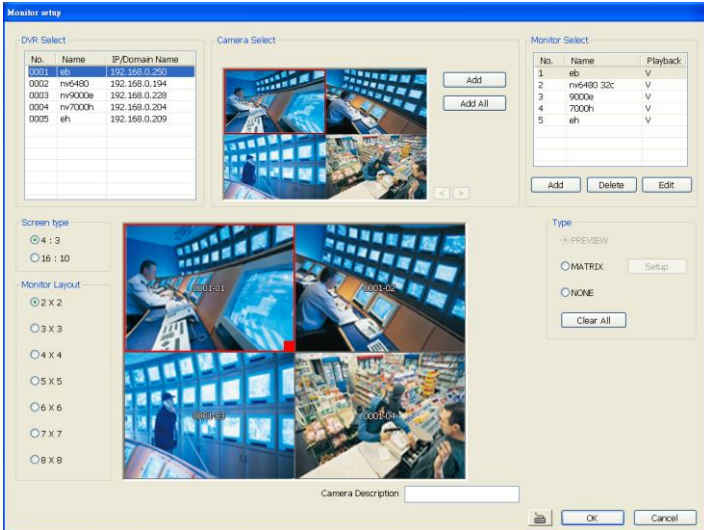 Monitor setup
DVR Select
No. Name IP/Domain Name
0001 eb 192.168.0.250
0002 nv6480 192.168.0.194
0003 nv9000e 192.168.0.228
0004 nv7000h 192.168.0.204
0005 eh 192.168.0.209
Camera Select
Add
Add All
< >
Monitor Select
No. Name Playback
1 eb V
2 nv6480 32c V
3 9000e V
4 7000h V
5 eh V
Add Delete Edit
Screen type
4 : 3
16 : 10
Monitor Layout
2 X 2
3 X 3
4 X 4
5 X 5
6 X 6
7 X 7
8 X 8
0001-01
0001-02
0001-03
0001-04
Type
PREVIEW
MATRIX Setup
NONE
Clear All
Camera Description
OK Cancel